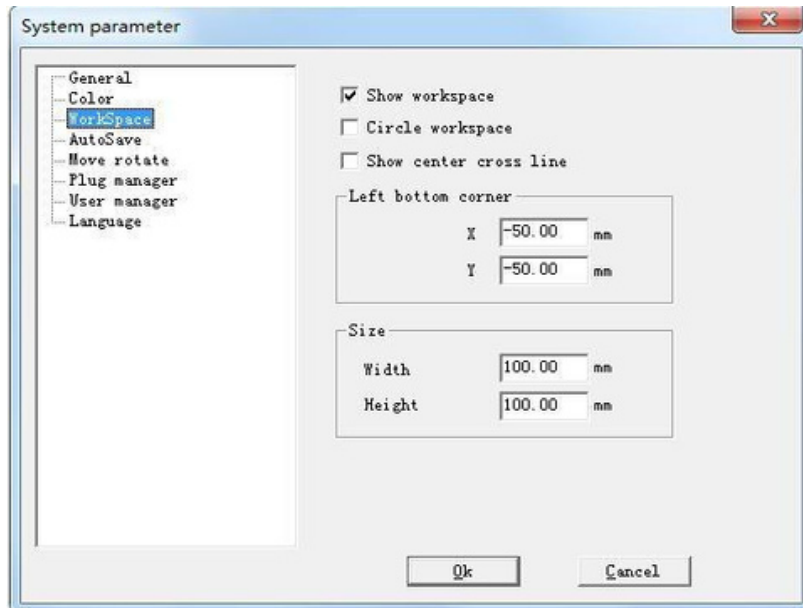 System parameter
General
Color
WorkSpace
AutoSave
Move rotate
Plug manager
User manager
Language
Show workspace
Circle workspace
Show center cross line
Left bottom corner
X -50.00 mm
Y -50.00 mm
Size
Width 100.00 mm
Height 100.00 mm
Ok Cancel